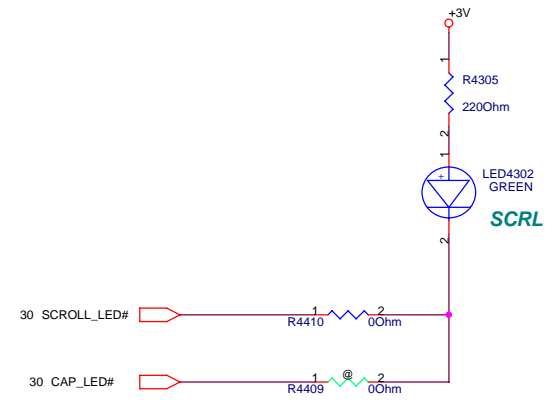 +3V
1
R4305
220Ohm
2
1
+
LED4302
GREEN
SCRL
2
30 SCROLL_LED#
1
2
R4410
0Ohm
30 CAP_LED#
1
@
2
R4409
0Ohm